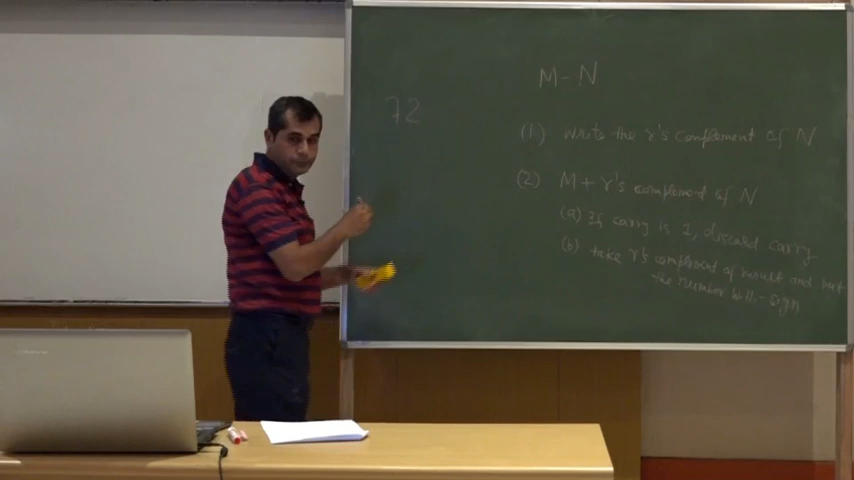 72
M-N
(1) write the r's complement of N
(2) M + r's complement of N
(a) If carry is 1, discard carry
(b) take r's complement of result and put
the number with - sign